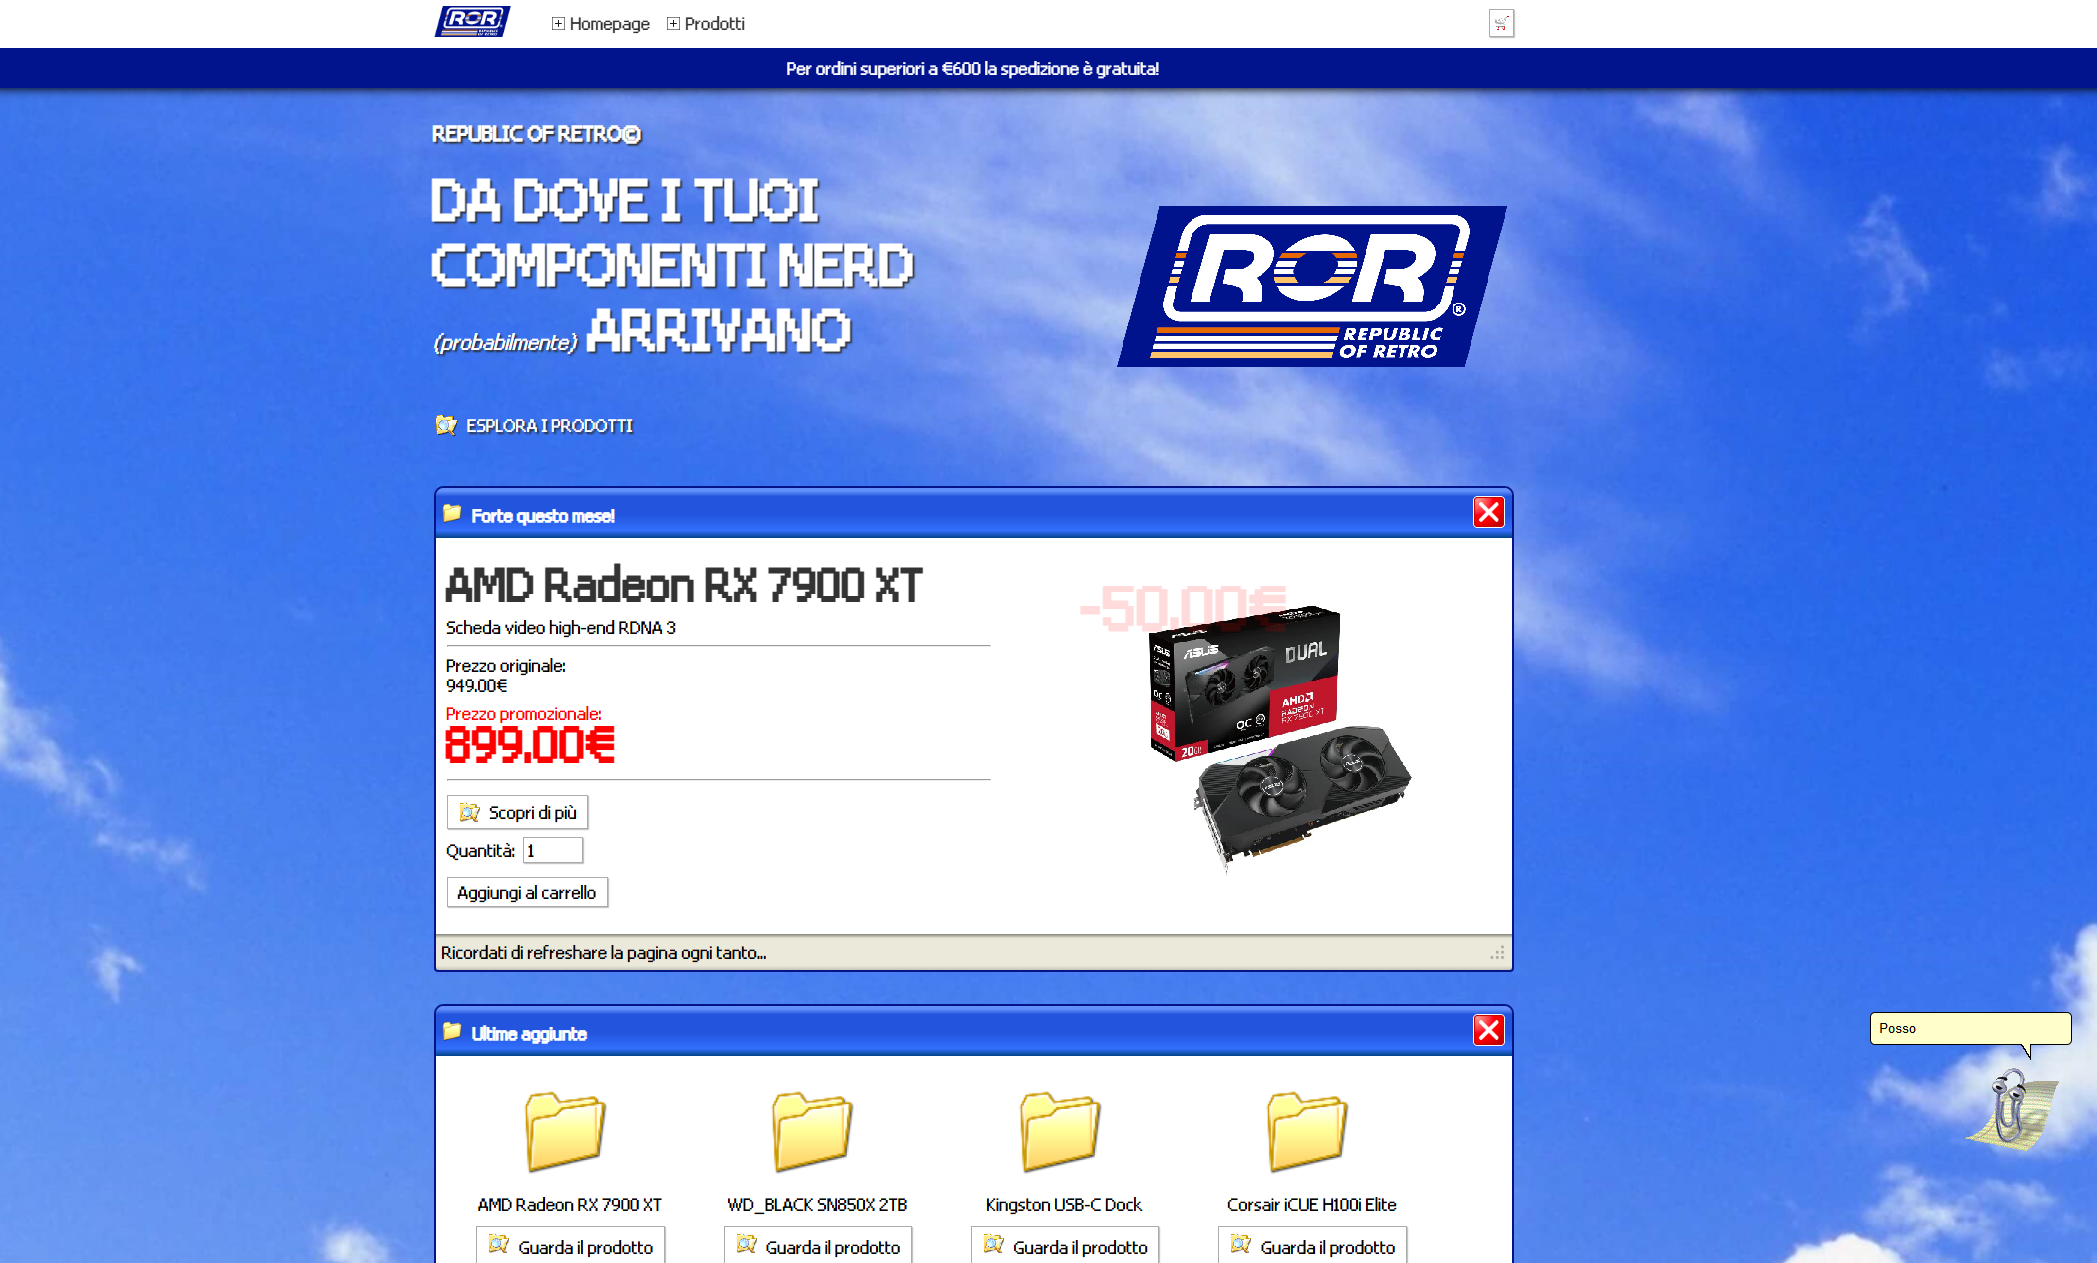 ROR
REPUBLIC
OF RETRO
Homepage
Prodotti
Per ordini superiori a €600 la spedizione è gratuita!
REPUBLIC OF RETRO©
DA DOVE I TUOI
COMPONENTI NERD
(probabilmente) ARRIVANO
ROR®
REPUBLIC
OF RETRO
ESPLORA I PRODOTTI
Forte questo mese!
AMD Radeon RX 7900 XT
Scheda video high-end RDNA 3
Prezzo originale:
949.00€
Prezzo promozionale:
899.00€
-50.00€
ASUS
ASUS
DUAL
AMD
RADEON
RX 7900 XT
OC
OC
20GB
Scopri di più
Quantità: 1
Aggiungi al carrello
Ricordati di refreshare la pagina ogni tanto...
Ultime aggiunte
Posso
AMD Radeon RX 7900 XT
WD_BLACK SN850X 2TB
Kingston USB-C Dock
Corsair iCUE H100i Elite
Guarda il prodotto
Guarda il prodotto
Guarda il prodotto
Guarda il prodotto